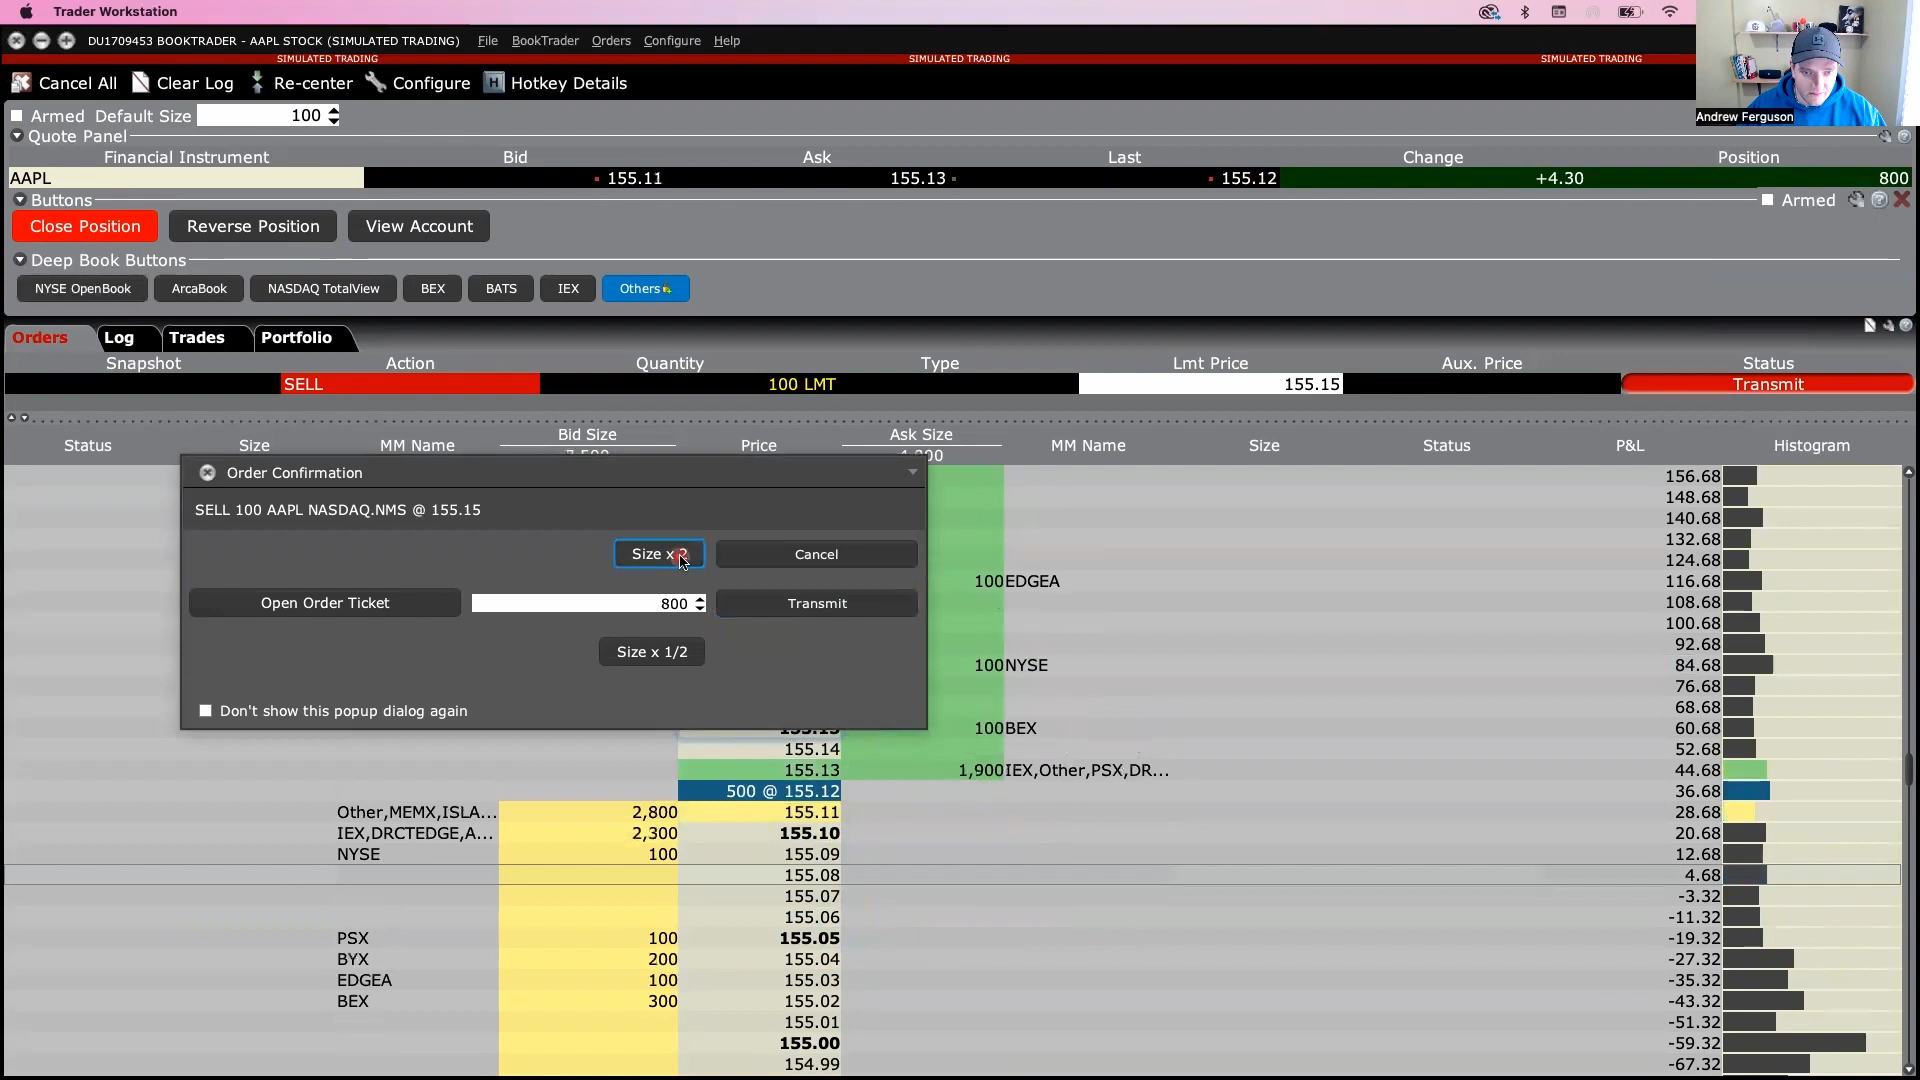 Trader Workstation
DU1709453 BOOKTRADER - AAPL STOCK (SIMULATED TRADING) File BookTrader Orders Configure Help
SIMULATED TRADING SIMULATED TRADING SIMULATED TRADING
Cancel All Clear Log Re-center Configure H Hotkey Details
Andrew Ferguson
Armed Default Size 100
Quote Panel
Financial Instrument Bid Ask Last Change Position
AAPL 155.11 155.13 155.12 +4.30 800
Buttons Armed
Close Position Reverse Position View Account
Deep Book Buttons
NYSE OpenBook ArcaBook NASDAQ TotalView BEX BATS IEX Others
Orders Log Trades Portfolio
Snapshot Action Quantity Type Lmt Price Aux. Price Status
SELL 100 LMT 155.15 Transmit
Status Size MM Name Bid Size Price Ask Size MM Name Size Status P&L Histogram
Order Confirmation
SELL 100 AAPL NASDAQ.NMS @ 155.15
Size x 2 Cancel
Open Order Ticket 800 Transmit
Size x 1/2
Don't show this popup dialog again
156.68
148.68
140.68
132.68
124.68
100 EDGEA 116.68
108.68
100.68
92.68
100 NYSE 84.68
76.68
68.68
100 BEX 60.68
155.14 52.68
155.13 1,900 IEX,Other,PSX,DR... 44.68
500 @ 155.12 36.68
Other,MEMX,ISLA... 2,800 155.11 28.68
IEX,DRCTEDGE,A... 2,300 155.10 20.68
NYSE 100 155.09 12.68
155.08 4.68
155.07 -3.32
155.06 -11.32
PSX 100 155.05 -19.32
BYX 200 155.04 -27.32
EDGEA 100 155.03 -35.32
BEX 300 155.02 -43.32
155.01 -51.32
155.00 -59.32
154.99 -67.32